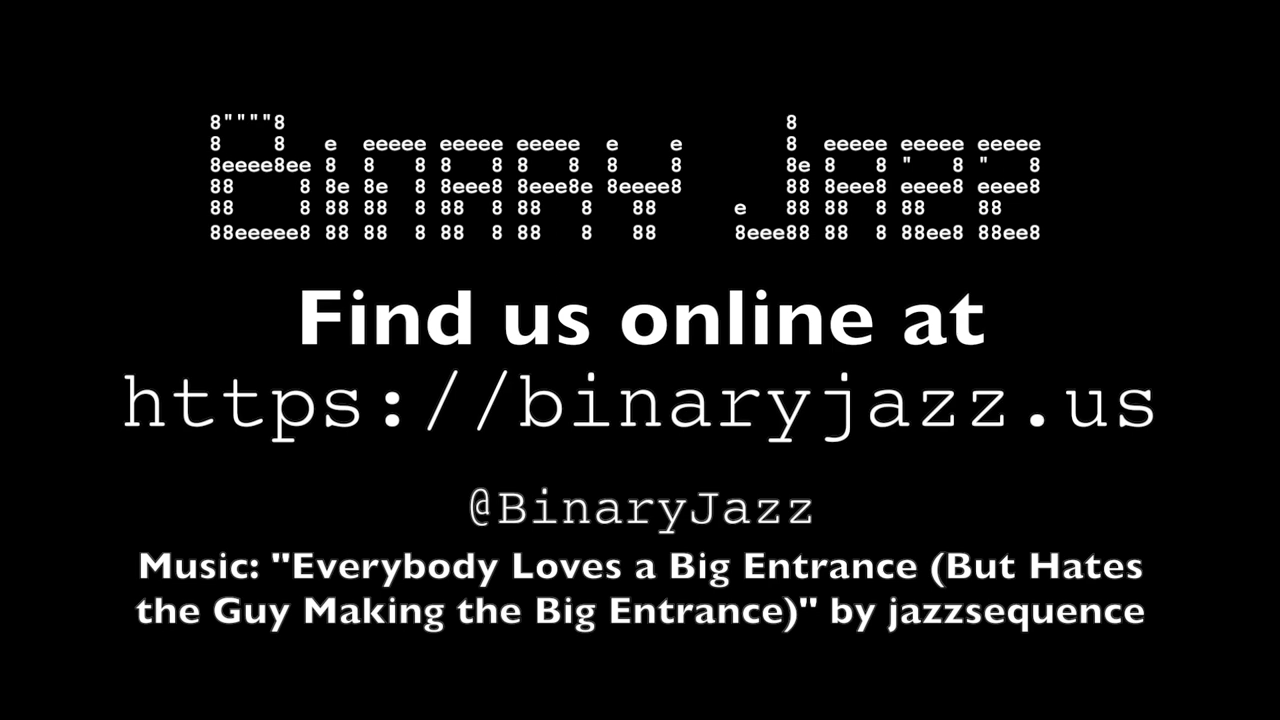 Binary Jazz
Find us online at
https://binaryjazz.us
@BinaryJazz
Music: "Everybody Loves a Big Entrance (But Hates
the Guy Making the Big Entrance)" by jazzsequence